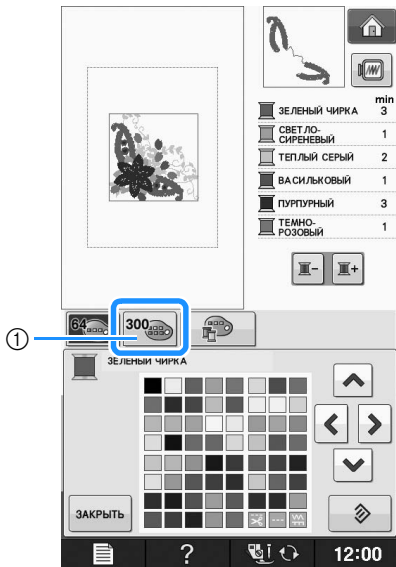 min
ЗЕЛЕНЫЙ ЧИРКА 3
СВЕТЛО-
СИРЕНЕВЫЙ 1
ТЕПЛЫЙ СЕРЫЙ 2
ВАСИЛЬКОВЫЙ 1
ПУРПУРНЫЙ 3
ТЕМНО-
РОЗОВЫЙ 1
- +
64 300
1
ЗЕЛЕНЫЙ ЧИРКА
ЗАКРЫТЬ
? 12:00